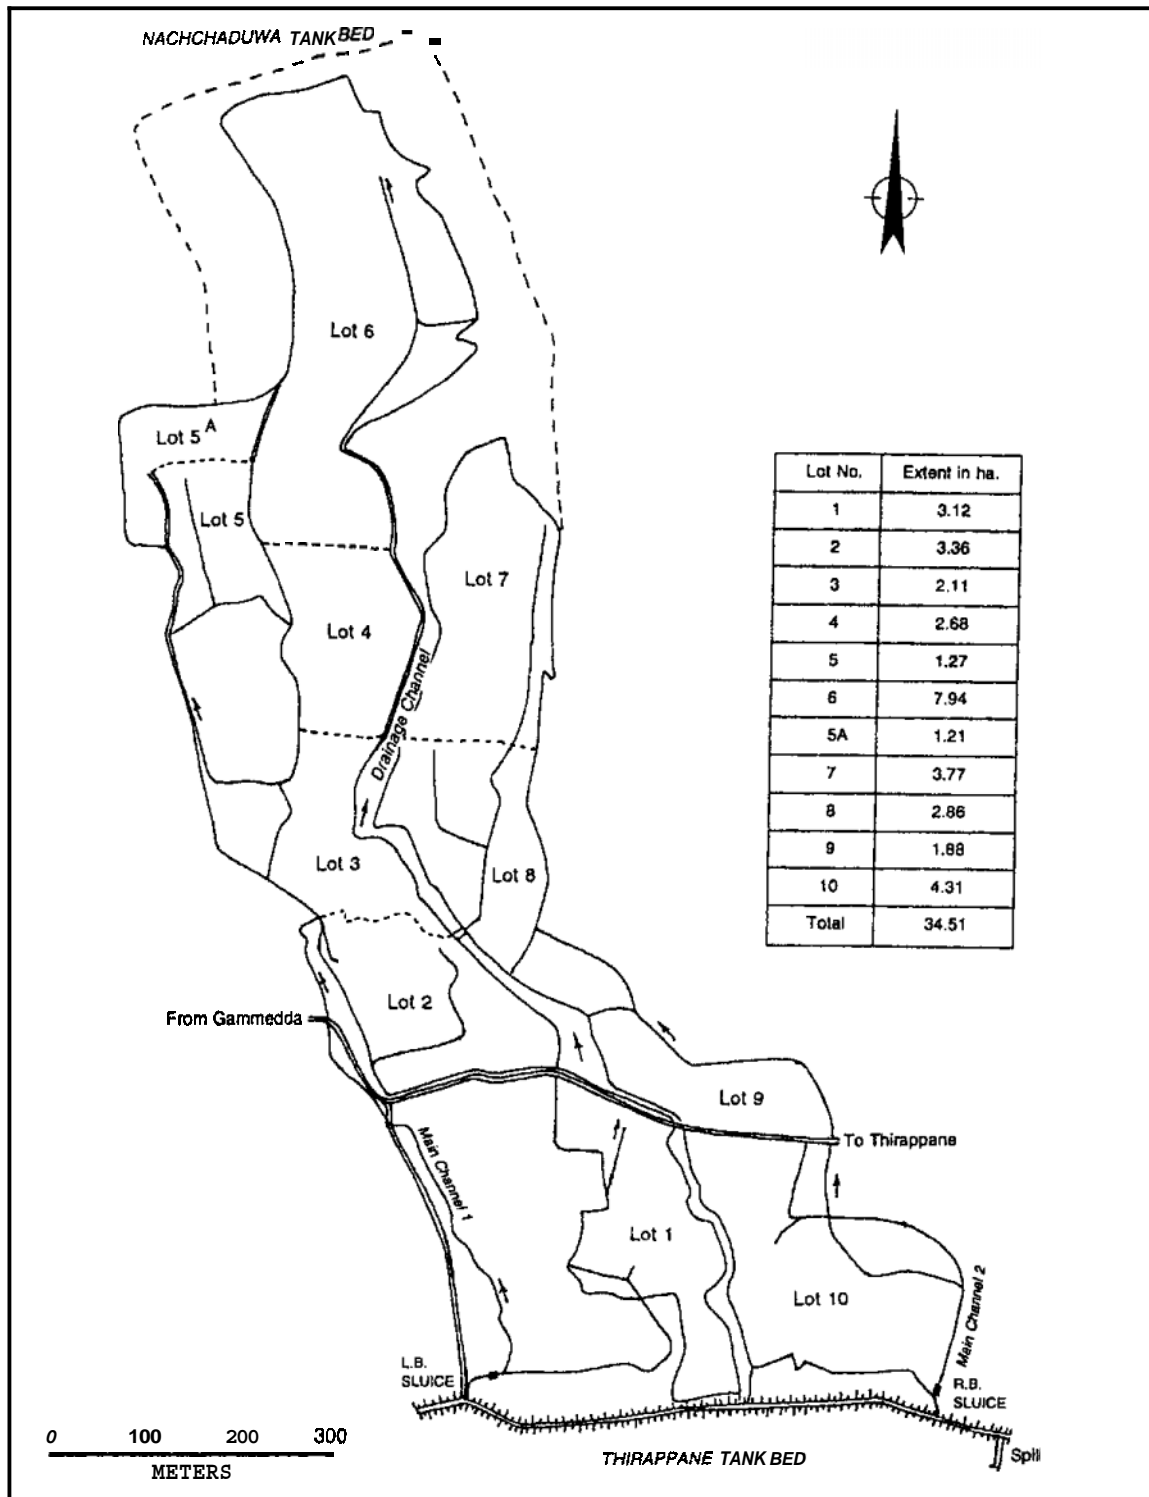 NACHCHADUWA TANK BED
Lot 6
Lot 5 A
Lot 5
Lot 7
Lot 4
Drainage Channel
Lot 3
Lot 8
Lot 2
From Gammedda
Lot 9
To Thirappane
Main Channel 1
Lot 1
Lot 10
Main Channel 2
L.B.
SLUICE
R.B.
SLUICE
THIRAPPANE TANK BED
Spill
0 100 200 300
METERS
Lot No. Extent in ha.
1 3.12
2 3.36
3 2.11
4 2.68
5 1.27
6 7.94
5A 1.21
7 3.77
8 2.86
9 1.88
10 4.31
Total 34.51